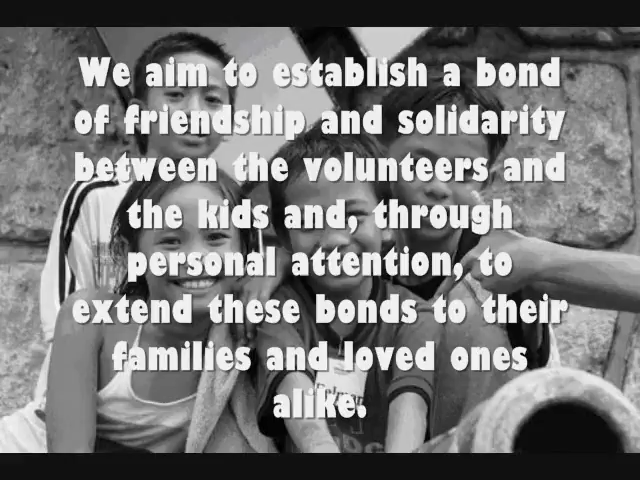 We aim to establish a bond
of friendship and solidarity
between the volunteers and
the kids and, through
personal attention, to
extend these bonds to their
families and loved ones
alike.